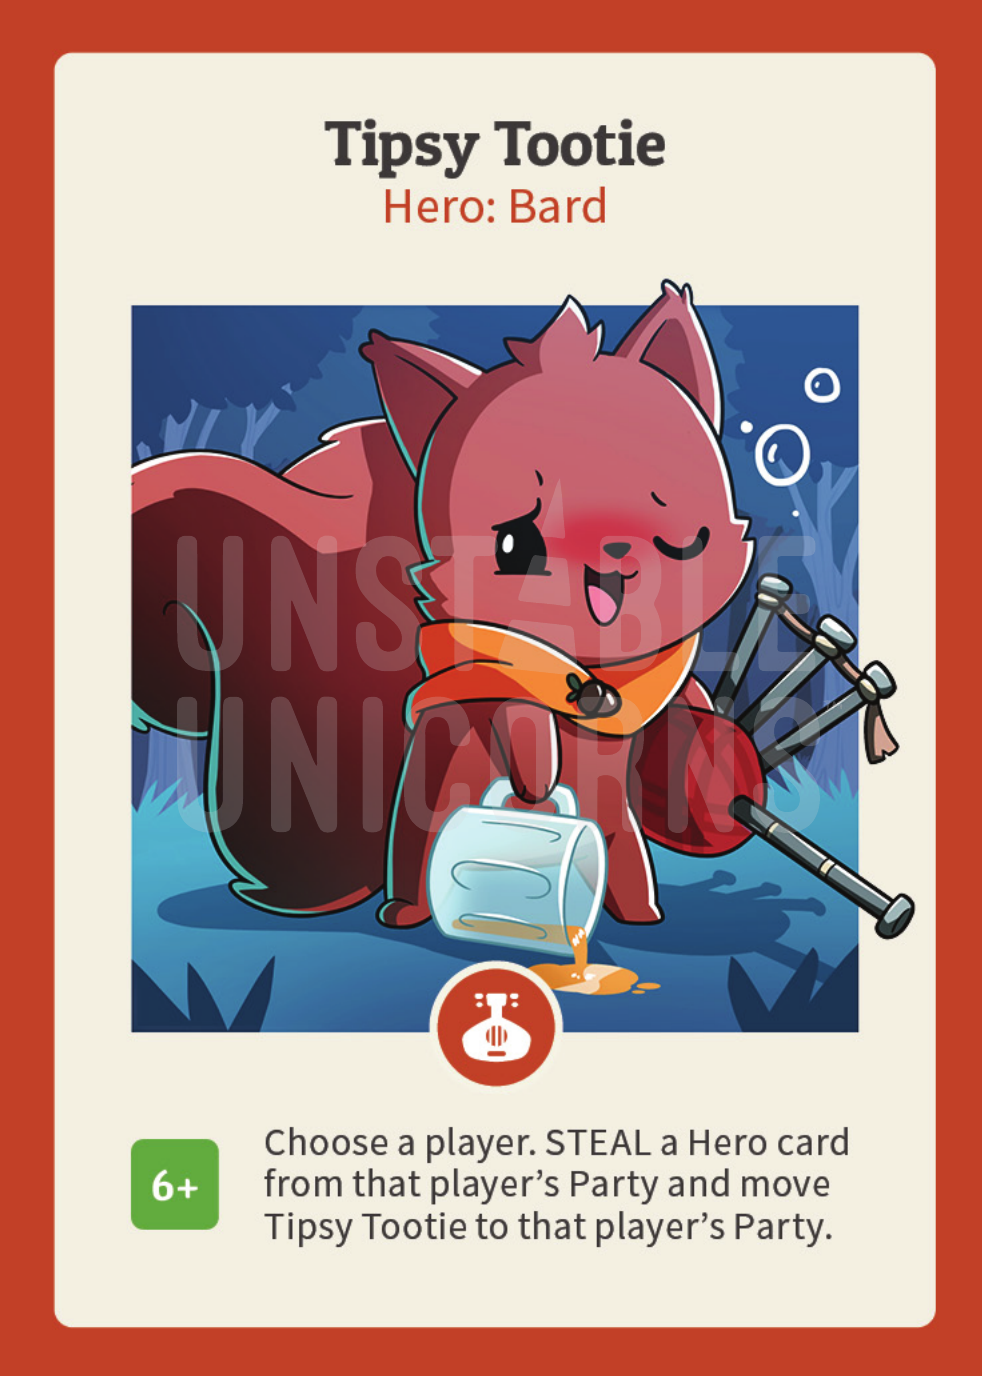 Tipsy Tootie
Hero: Bard
UNSTABLE
UNICORNS
6+
Choose a player. STEAL a Hero card
from that player’s Party and move
Tipsy Tootie to that player’s Party.